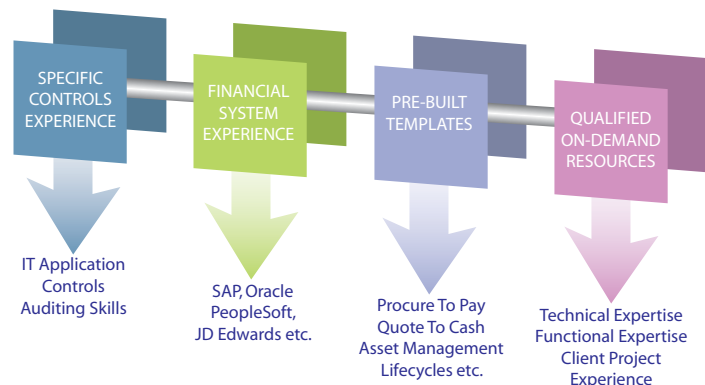 SPECIFIC
CONTROLS
EXPERIENCE
FINANCIAL
SYSTEM
EXPERIENCE
PRE-BUILT
TEMPLATES
QUALIFIED
ON-DEMAND
RESOURCES
IT Application
Controls
Auditing Skills
SAP, Oracle
PeopleSoft,
JD Edwards etc.
Procure To Pay
Quote To Cash
Asset Management
Lifecycles etc.
Technical Expertise
Functional Expertise
Client Project
Experience